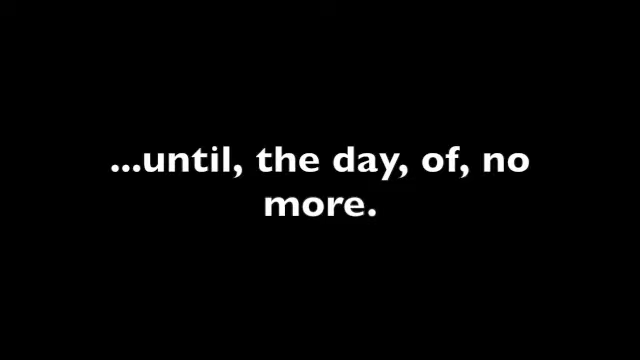 ...until, the day, of, no
more.